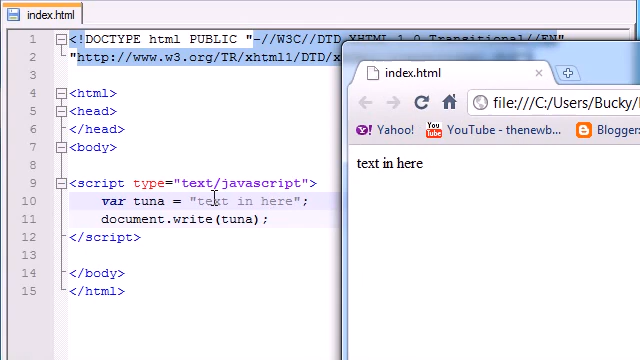 index.html
1 <!DOCTYPE html PUBLIC "-//W3C//DTD XHTML 1.0 Transitional//EN"
2 "http://www.w3.org/TR/xhtml1/DTD/
3
4 <html>
5 <head>
6 </head>
7 <body>
8
9 <script type="text/javascript">
10 var tuna = "text in here";
11 document.write(tuna);
12 </script>
13
14 </body>
15 </html>
index.html
file:///C:/Users/Bucky/
Yahoo! YouTube - thenewb Blogger:
text in here